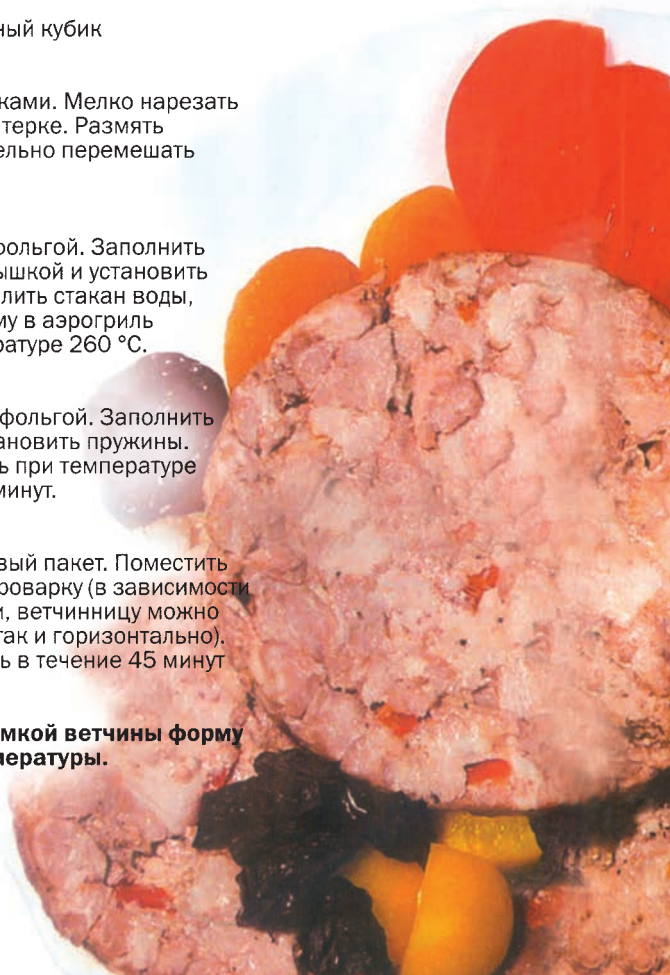 ный кубик
ками. Мелко нарезать
терке. Размять
ельно перемешать
фольгой. Заполнить
ышкой и установить
лить стакан воды,
му в аэрогриль
ратуре 260 °С.
фольгой. Заполнить
ановить пружины.
ь при температуре
минут.
вый пакет. Поместить
роварку (в зависимости
и, ветчинницу можно
так и горизонтально).
ь в течение 45 минут
мкой ветчины форму
пературы.